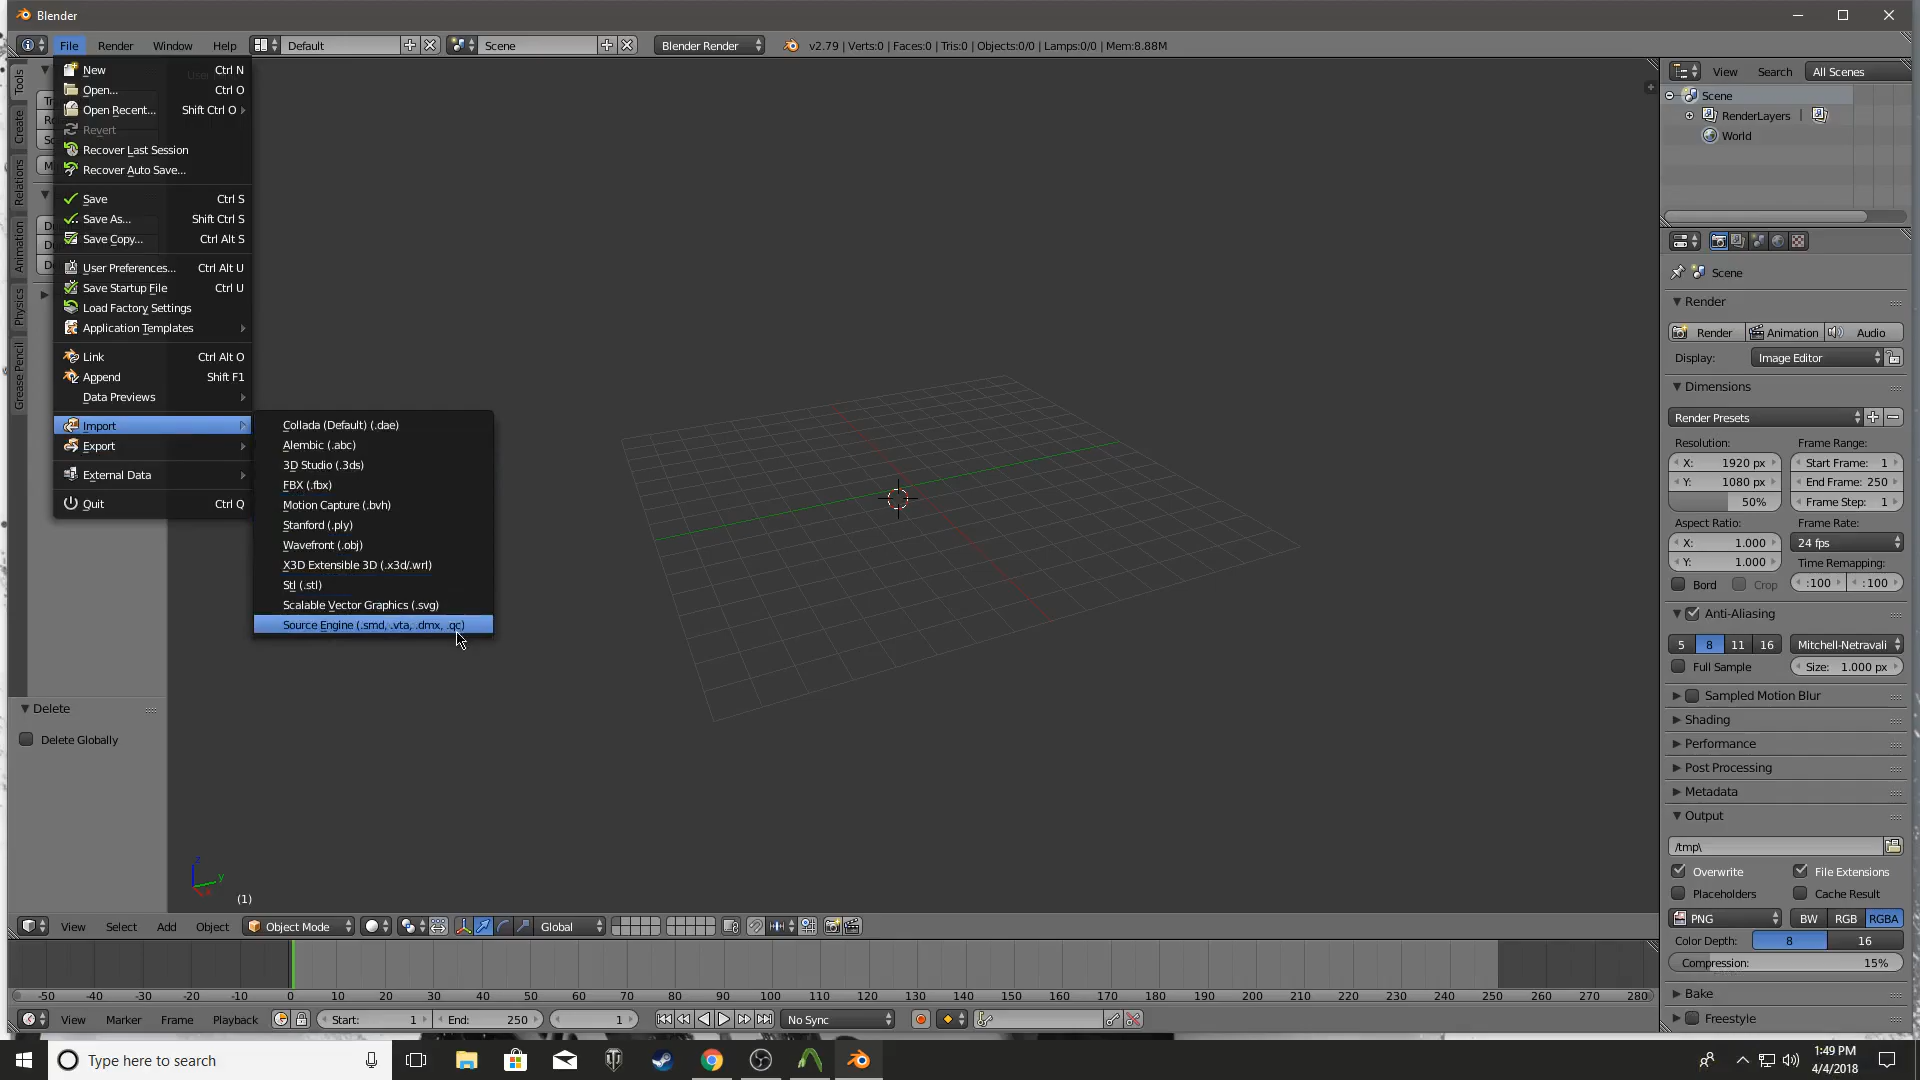 Blender
File Render Window Help Default Scene Blender Render v2.79 | Verts:0 | Faces:0 | Tris:0 | Objects:0/0 | Lamps:0/0 | Mem:8.88M
New Ctrl N
Open... Ctrl O
Open Recent... Shift Ctrl O
Revert
Recover Last Session
Recover Auto Save...
Save Ctrl S
Save As... Shift Ctrl S
Save Copy... Ctrl Alt S
User Preferences... Ctrl Alt U
Save Startup File Ctrl U
Load Factory Settings
Application Templates
Link Ctrl Alt O
Append Shift F1
Data Previews
Import
Export
External Data
Quit Ctrl Q
Collada (Default) (.dae)
Alembic (.abc)
3D Studio (.3ds)
FBX (.fbx)
Motion Capture (.bvh)
Stanford (.ply)
Wavefront (.obj)
X3D Extensible 3D (.x3d/.wrl)
Stl (.stl)
Scalable Vector Graphics (.svg)
Source Engine (.smd, .vta, .dmx, .qc)
Tools
Create
Relations
Animation
Physics
Grease Pencil
Delete
Delete Globally
z
y
(1)
View Select Add Object Object Mode Global
-50 -40 -30 -20 -10 0 10 20 30 40 50 60 70 80 90 100 110 120 130 140 150 160 170 180 190 200 210 220 230 240 250 260 270 280
View Marker Frame Playback Start: 1 End: 250 1 No Sync
View Search All Scenes
Scene
RenderLayers
World
Scene
Render
Render Animation Audio
Display: Image Editor
Dimensions
Render Presets
Resolution: Frame Range:
X: 1920 px Start Frame: 1
Y: 1080 px End Frame: 250
50% Frame Step: 1
Aspect Ratio: Frame Rate:
X: 1.000 24 fps
Y: 1.000 Time Remapping:
Bord Crop :100 :100
Anti-Aliasing
5 8 11 16 Mitchell-Netravali
Full Sample Size: 1.000 px
Sampled Motion Blur
Shading
Performance
Post Processing
Metadata
Output
/tmp\
Overwrite File Extensions
Placeholders Cache Result
PNG BW RGB RGBA
Color Depth: 8 16
Compression: 15%
Bake
Freestyle
Type here to search
1:49 PM
4/4/2018